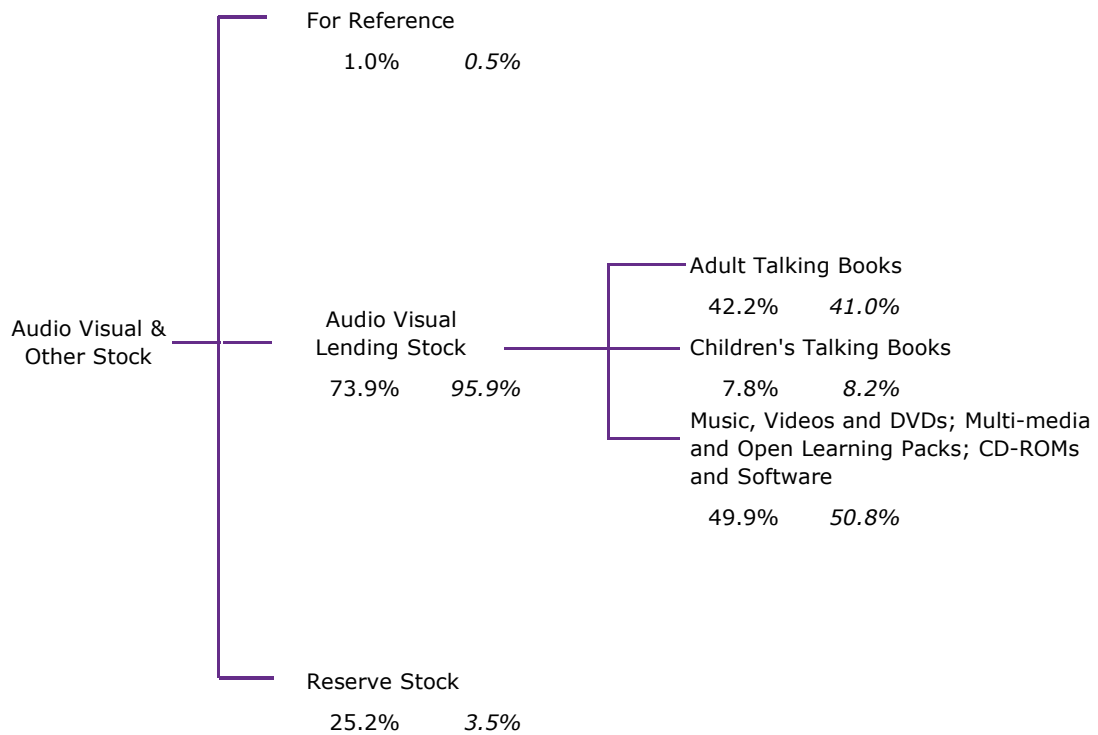 For Reference
1.0% 0.5%
Audio Visual &
Other Stock
Audio Visual
Lending Stock
73.9% 95.9%
Adult Talking Books
42.2% 41.0%
Children's Talking Books
7.8% 8.2%
Music, Videos and DVDs; Multi-media
and Open Learning Packs; CD-ROMs
and Software
49.9% 50.8%
Reserve Stock
25.2% 3.5%